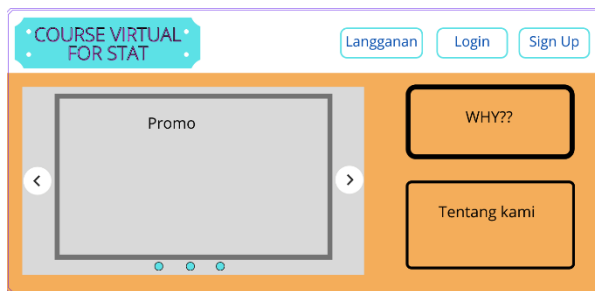 COURSE VIRTUAL
FOR STAT
Langganan
Login
Sign Up
Promo
WHY??
Tentang kami